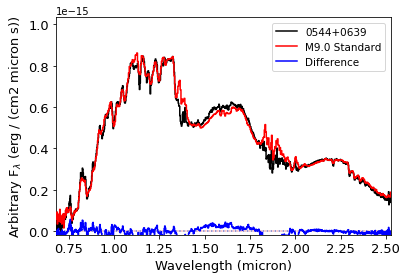 1e−15
1.0
0.8
0.6
0.4
0.2
0.0
Arbitrary Fλ (erg / (cm2 micron s))
0544+0639
M9.0 Standard
Difference
0.75 1.00 1.25 1.50 1.75 2.00 2.25 2.50
Wavelength (micron)